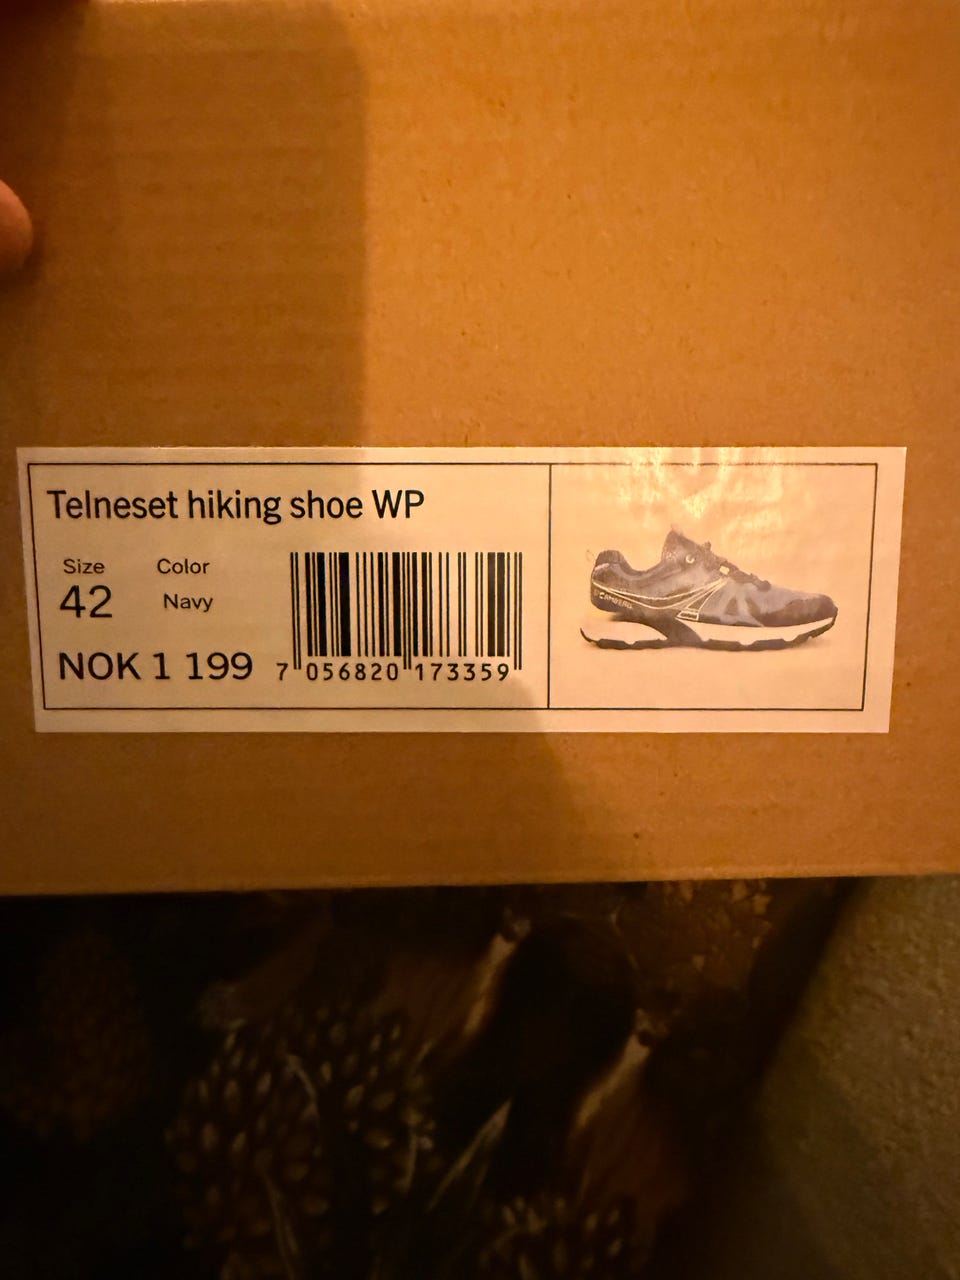 Telneset hiking shoe WP
Size Color
42 Navy
NOK 1 199
7 056820 173359